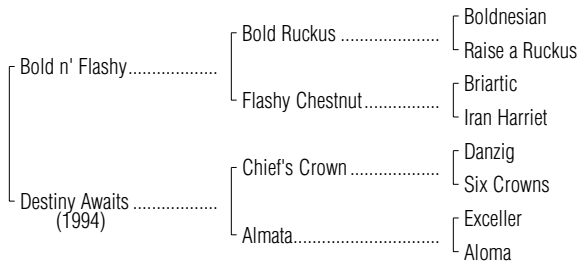 Boldnesian
Bold Ruckus ....................
Raise a Ruckus
Bold n' Flashy..................
Briartic
Flashy Chestnut...............
Iran Harriet
Danzig
Chief's Crown ..................
Six Crowns
Destiny Awaits .................
(1994)
Exceller
Almata.............................
Aloma